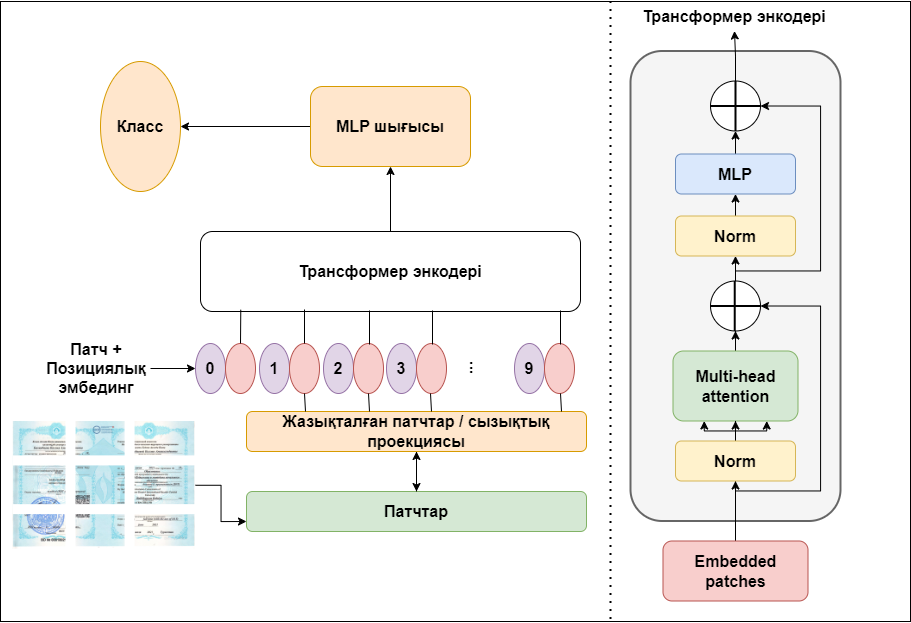 Трансформер энкодері
Класс
MLP шығысы
MLP
Norm
Трансформер энкодері
Патч +
Позициялық
эмбединг
0
1
2
3
...
9
Multi-head
attention
Жазықталған патчтар / сызықтық
проекциясы
Norm
Патчтар
Embedded
patches